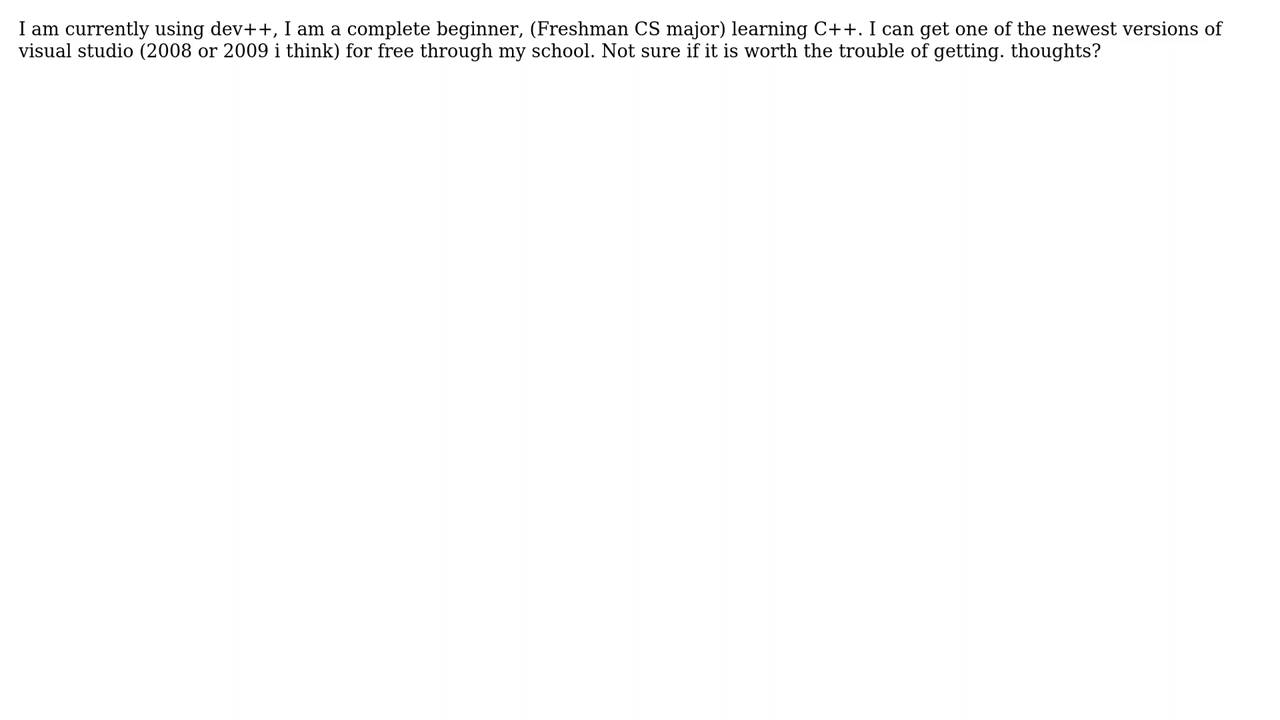 I am currently using dev++, I am a complete beginner, (Freshman CS major) learning C++. I can get one of the newest versions of
visual studio (2008 or 2009 i think) for free through my school. Not sure if it is worth the trouble of getting. thoughts?